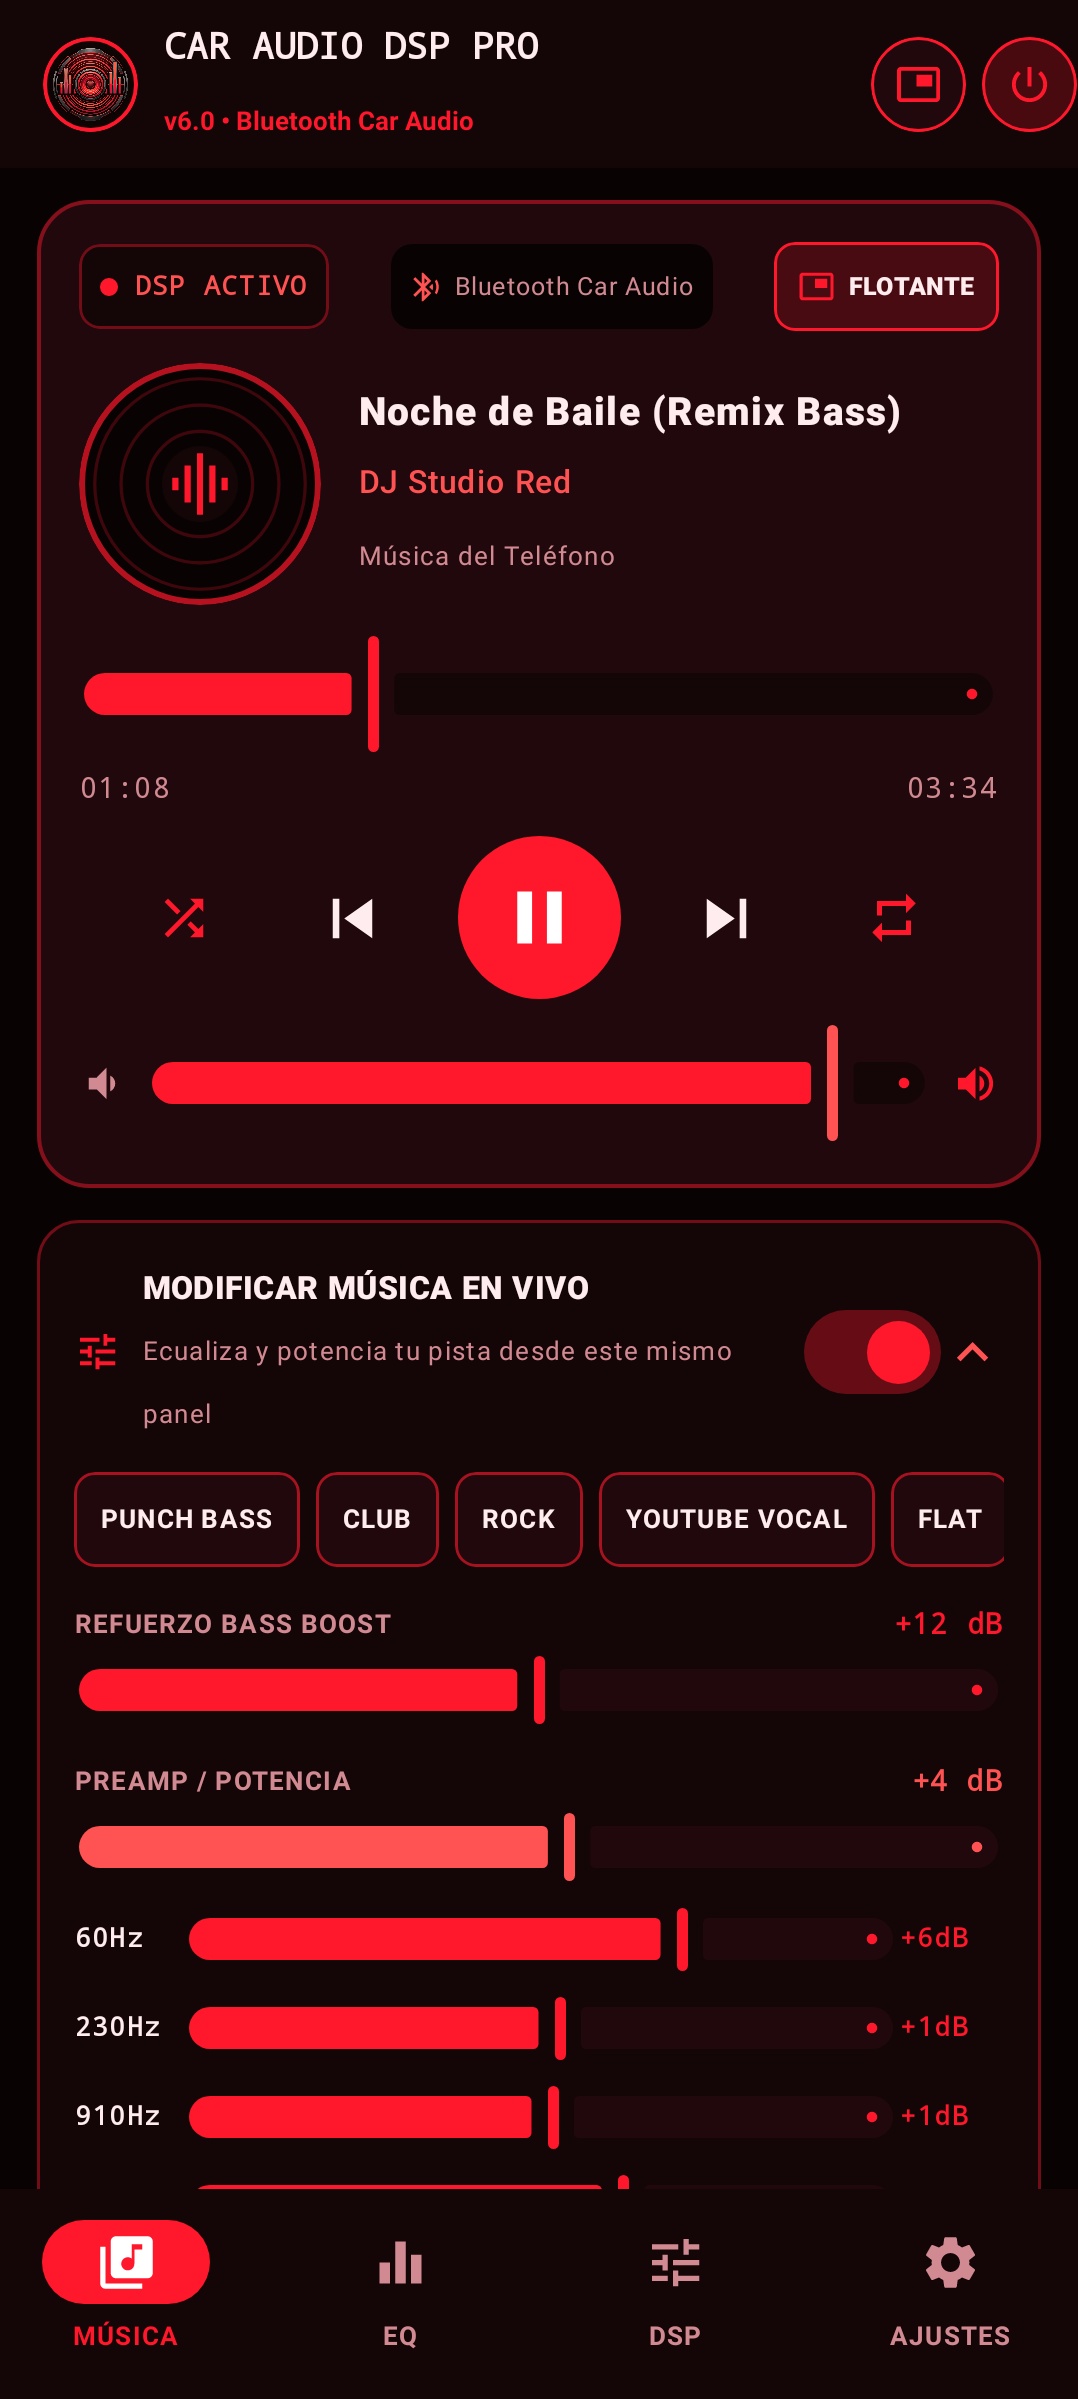 CAR AUDIO DSP PRO
v6.0 • Bluetooth Car Audio
DSP ACTIVO
Bluetooth Car Audio
FLOTANTE
Noche de Baile (Remix Bass)
DJ Studio Red
Música del Teléfono
01:08
03:34
MODIFICAR MÚSICA EN VIVO
Ecualiza y potencia tu pista desde este mismo
panel
PUNCH BASS
CLUB
ROCK
YOUTUBE VOCAL
FLAT
REFUERZO BASS BOOST
+12 dB
PREAMP / POTENCIA
+4 dB
60Hz
+6dB
230Hz
+1dB
910Hz
+1dB
MÚSICA
EQ
DSP
AJUSTES